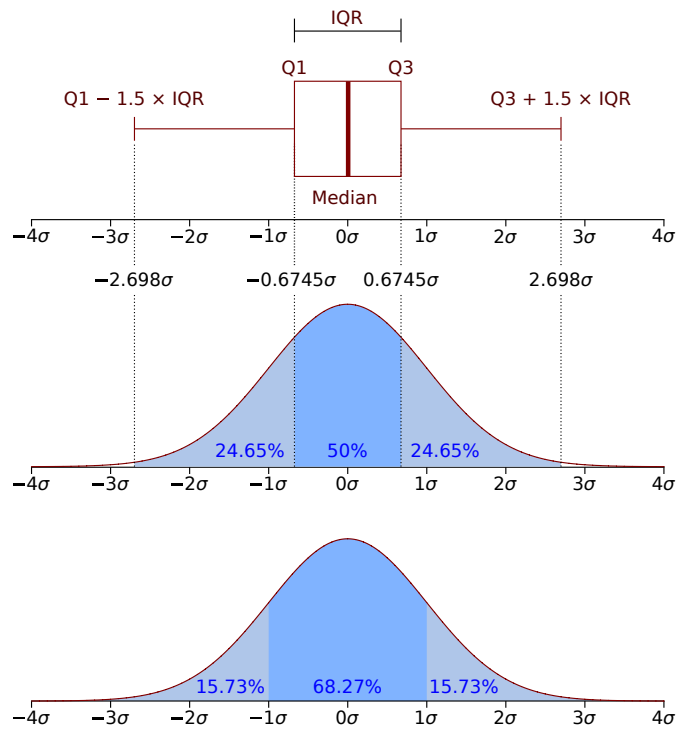 IQR
Q1 Q3
Q1 − 1.5 × IQR Q3 + 1.5 × IQR
Median
−4σ −3σ −2σ −1σ 0σ 1σ 2σ 3σ 4σ
−2.698σ −0.6745σ 0.6745σ 2.698σ
24.65% 50% 24.65%
−4σ −3σ −2σ −1σ 0σ 1σ 2σ 3σ 4σ
15.73% 68.27% 15.73%
−4σ −3σ −2σ −1σ 0σ 1σ 2σ 3σ 4σ